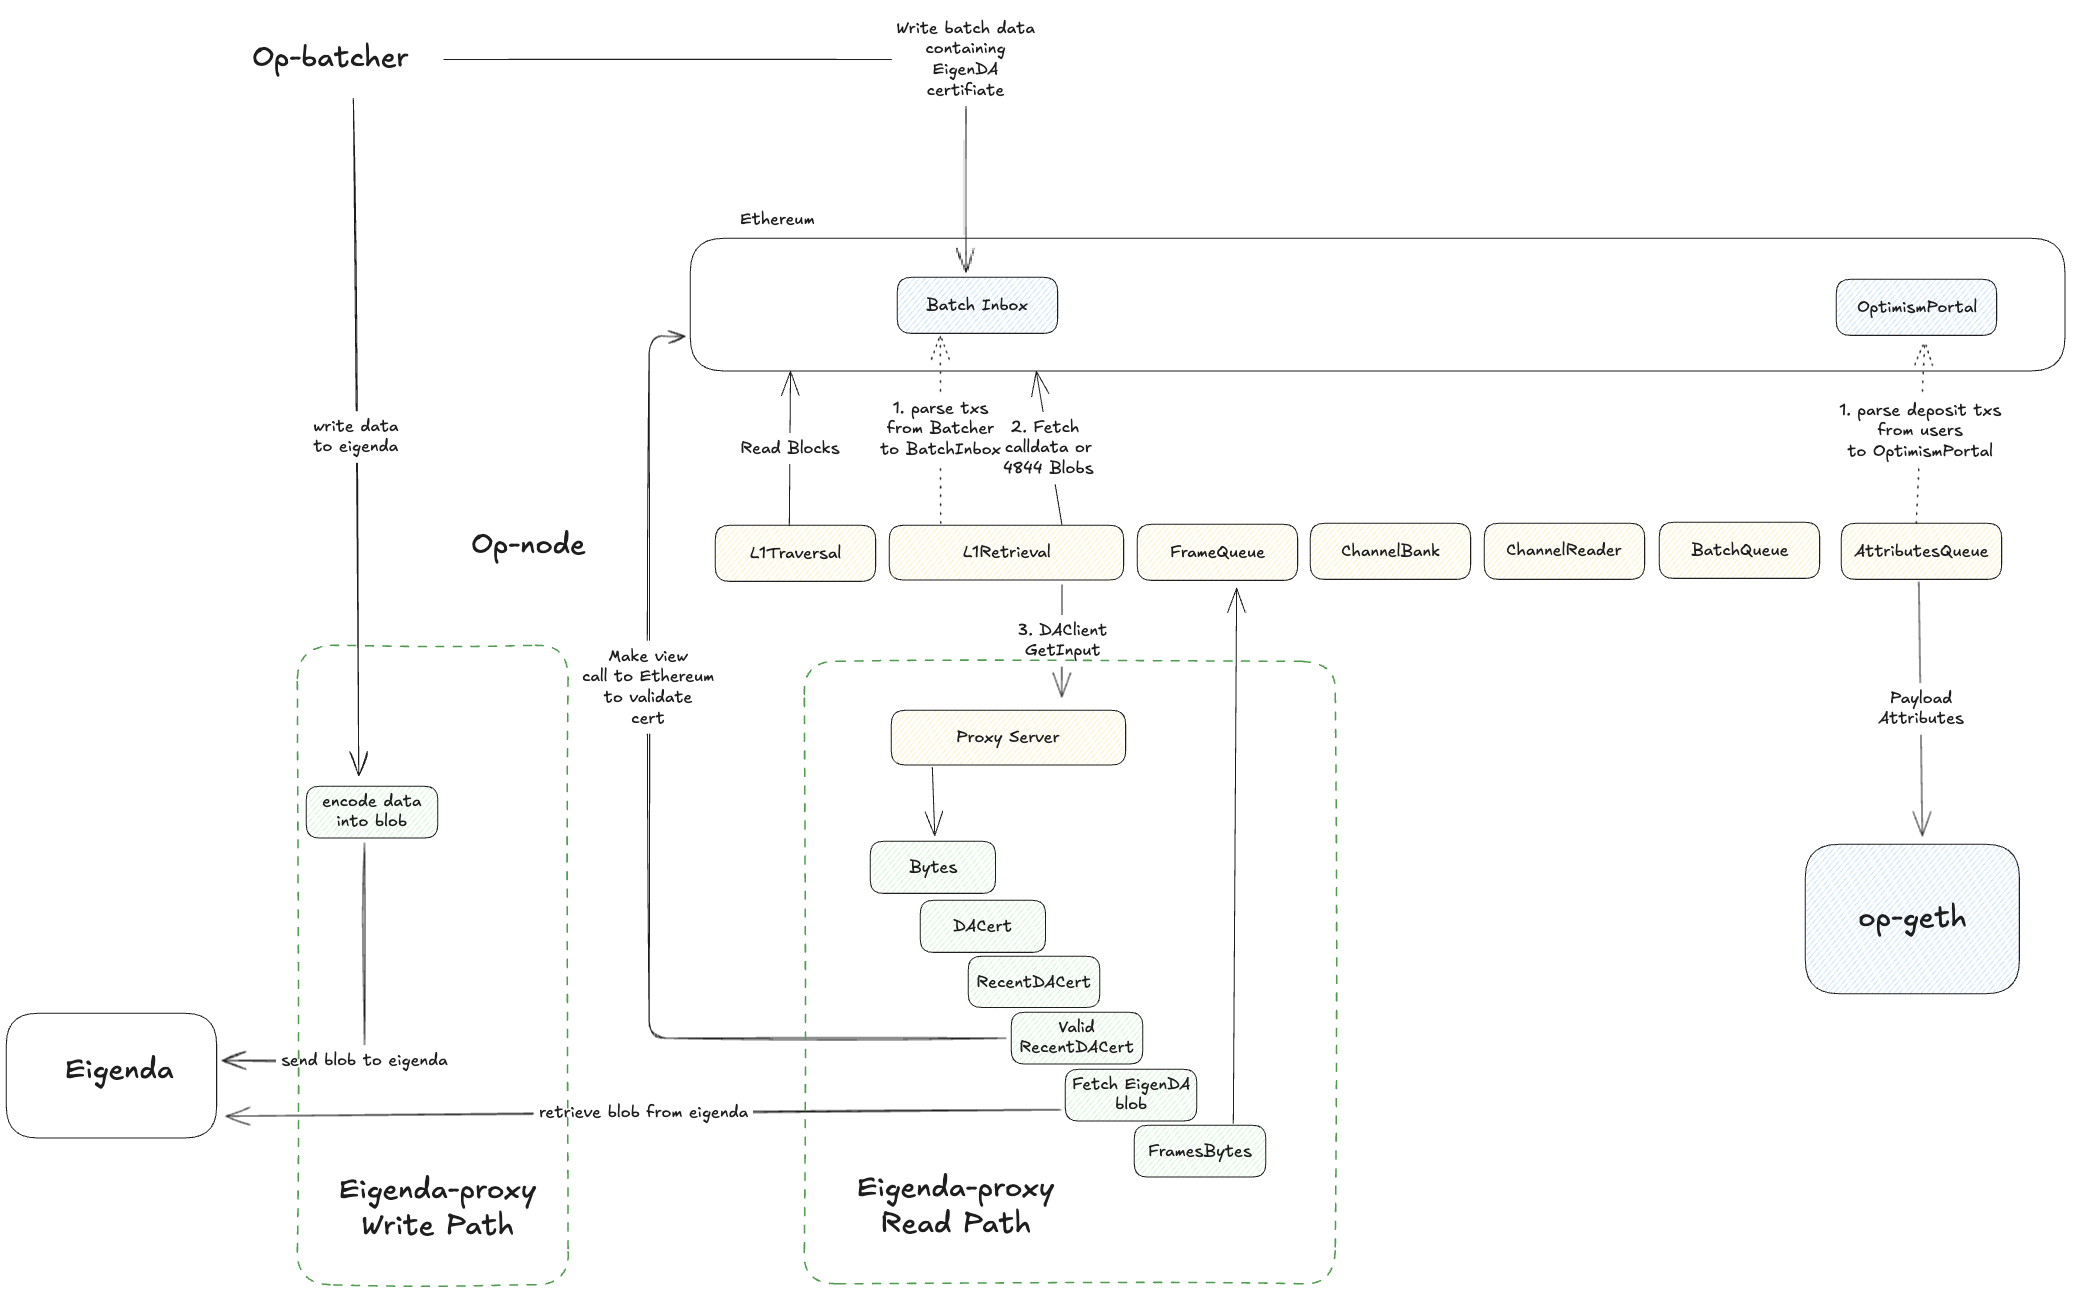 Op-batcher
Write batch data
containing
EigenDA
certifiate
Ethereum
Batch Inbox
OptimismPortal
write data
to eigenda
Read Blocks
1. parse txs
from Batcher
to BatchInbox
2. Fetch
calldata or
4844 Blobs
1. parse deposit txs
from users
to OptimismPortal
Op-node
L1Traversal
L1Retrieval
FrameQueue
ChannelBank
ChannelReader
BatchQueue
AttributesQueue
3. DAClient
GetInput
Make view
call to Ethereum
to validate
cert
Payload
Attributes
Proxy Server
encode data
into blob
Bytes
DACert
RecentDACert
Valid
RecentDACert
Fetch EigenDA
blob
FramesBytes
op-geth
Eigenda
send blob to eigenda
retrieve blob from eigenda
Eigenda-proxy
Write Path
Eigenda-proxy
Read Path